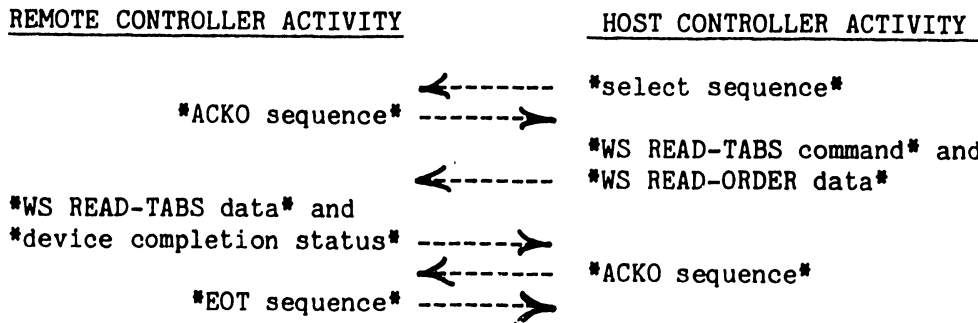 REMOTE CONTROLLER ACTIVITY HOST CONTROLLER ACTIVITY
*select sequence*
*ACKO sequence*
*WS READ-TABS command* and
*WS READ-ORDER data*
*WS READ-TABS data* and
*device completion status*
*ACKO sequence*
*EOT sequence*